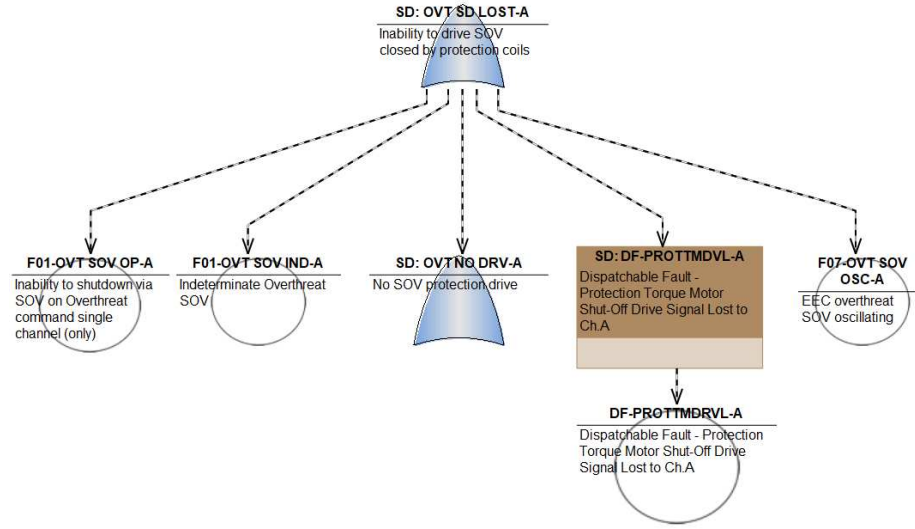 SD: OVT SD LOST-A
Inability to drive SOV
closed by protection coils
F01-OVT SOV OP-A
Inability to shutdown via
SOV on Overthreat
command single
channel (only)
F01-OVT SOV IND-A
Indeterminate Overthreat
SOV
SD: OVT NO DRV-A
No SOV protection drive
SD: DF-PROTTMDVL-A
Dispatchable Fault -
Protection Torque Motor
Shut-Off Drive Signal Lost to
Ch.A
F07-OVT SOV
OSC-A
EEC overthreat
SOV oscillating
DF-PROTTMDRVL-A
Dispatchable Fault - Protection
Torque Motor Shut-Off Drive
Signal Lost to Ch.A